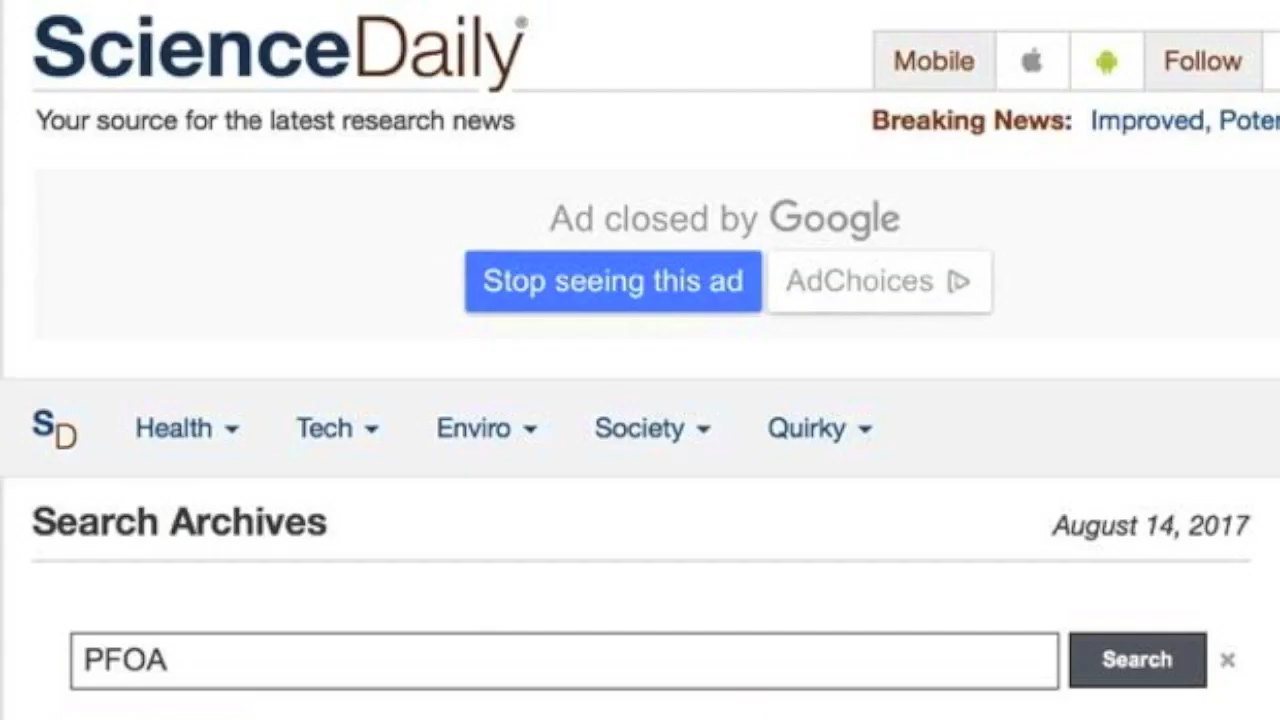 ScienceDaily®
Mobile Follow
Your source for the latest research news
Breaking News: Improved,
Ad closed by Google
Stop seeing this ad AdChoices
SD Health Tech Enviro Society Quirky
Search Archives August 14, 2017
PFOA Search ×